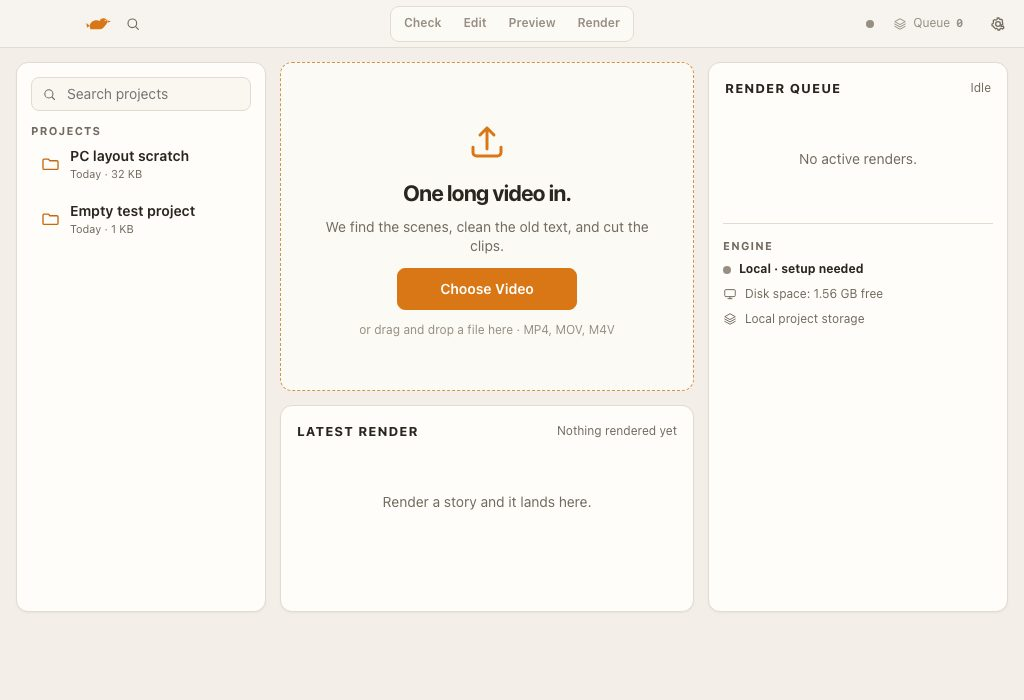 Check Edit Preview Render
Queue 0
Search projects
PROJECTS
PC layout scratch
Today · 32 KB
Empty test project
Today · 1 KB
One long video in.
We find the scenes, clean the old text, and cut the
clips.
Choose Video
or drag and drop a file here · MP4, MOV, M4V
LATEST RENDER Nothing rendered yet
Render a story and it lands here.
RENDER QUEUE Idle
No active renders.
ENGINE
Local · setup needed
Disk space: 1.56 GB free
Local project storage